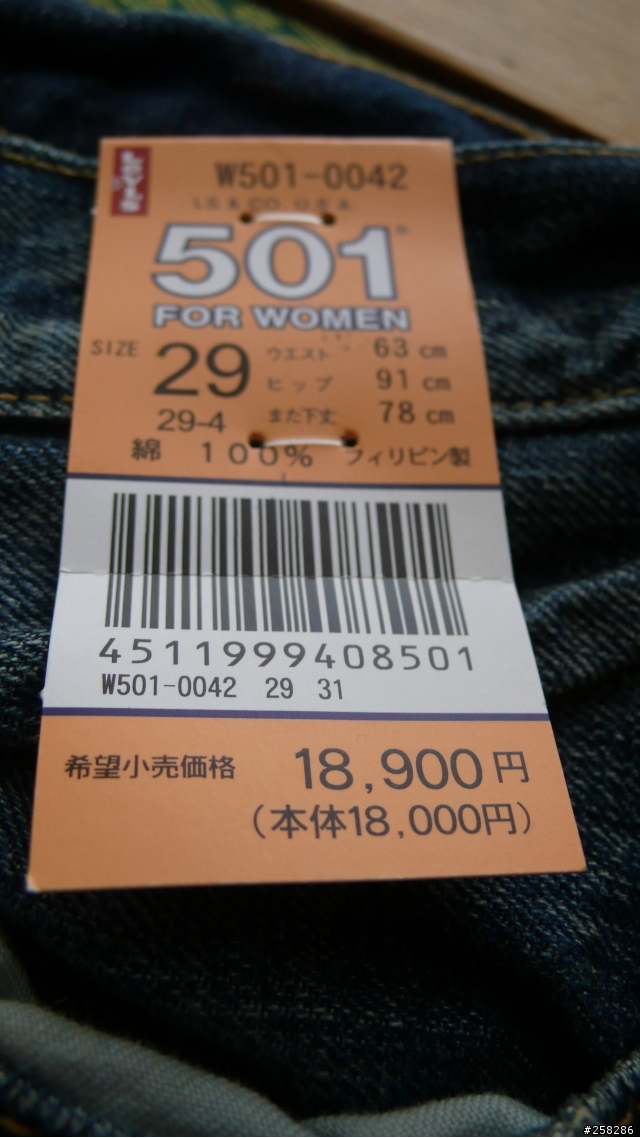 LEVI'S
W501-0042
LS & CO. U.S.A.
501®
FOR WOMEN
SIZE 29 ウエスト 63 cm
ヒップ 91 cm
29-4 また下丈 78 cm
綿 100% フィリピン製
4511999408501
W501-0042 29 31
希望小売価格 18,900円
(本体18,000円)
#258286